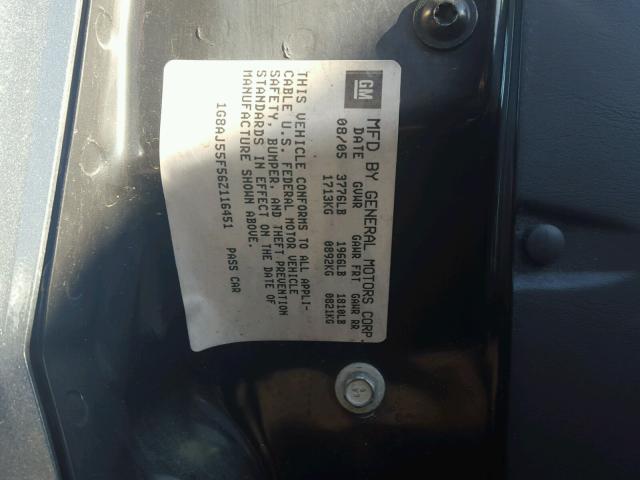 GM
MFD BY GENERAL MOTORS CORP.
DATE GVWR GAWR FRT GAWR RR
08/05 3776LB 1966LB 1810LB
1713KG 0892KG 0821KG
THIS VEHICLE CONFORMS TO ALL APPLI-
CABLE U.S. FEDERAL MOTOR VEHICLE
SAFETY, BUMPER, AND THEFT PREVENTION
STANDARDS IN EFFECT ON THE DATE OF
MANUFACTURE SHOWN ABOVE.
1G8AJ55F56Z116451 PASS CAR